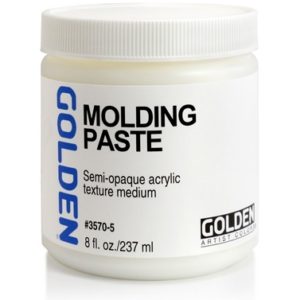 GOLDEN
MOLDING
PASTE
Semi-opaque acrylic
texture medium
#3570-5
8 fl. oz./237 ml
GOLDEN
ARTIST COLORS